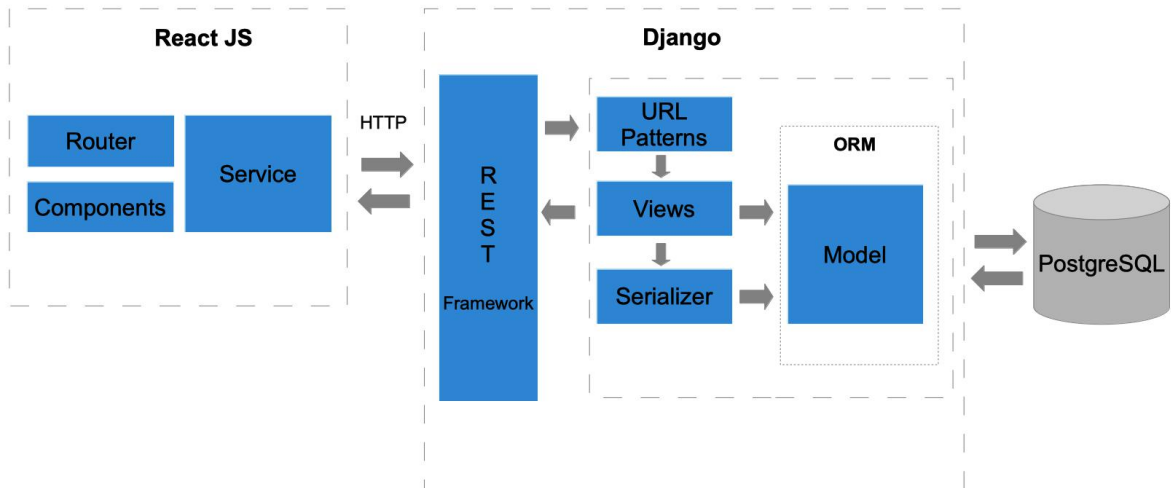 React JS
Router
Components
Service
HTTP
Django
R
E
S
T
Framework
URL
Patterns
Views
Serializer
ORM
Model
PostgreSQL